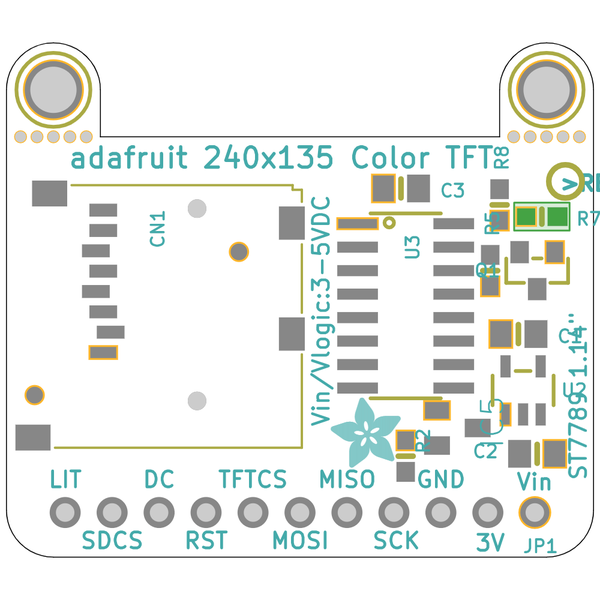 adafruit 240x135 Color TFT
R8
C3
R7
CN1
U3
R5
Q1
Vin/Vlogic:3-5VDC
ST7789 1.14"
C5
R2
C2
LIT
DC
TFTCS
MISO
GND
Vin
SDCS
RST
MOSI
SCK
3V
JP1